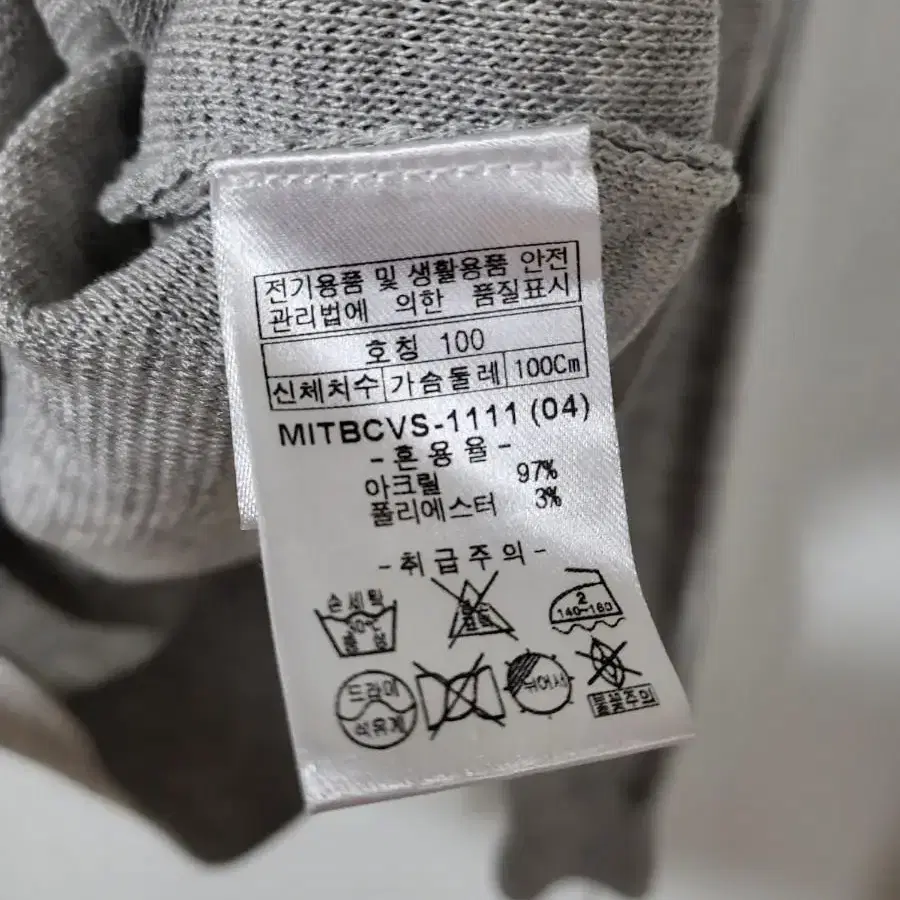 전기용품 및 생활용품 안전
관리법에 의한 품질표시
호칭 100
신체치수 가슴둘레 100Cm
MITBCVS-1111 (04)
- 혼용율 -
아크릴 97%
폴리에스터 3%
- 취급주의 -
손세탁
중성
2
140~160
드라이
석유계
뉘어서
불꽃주의